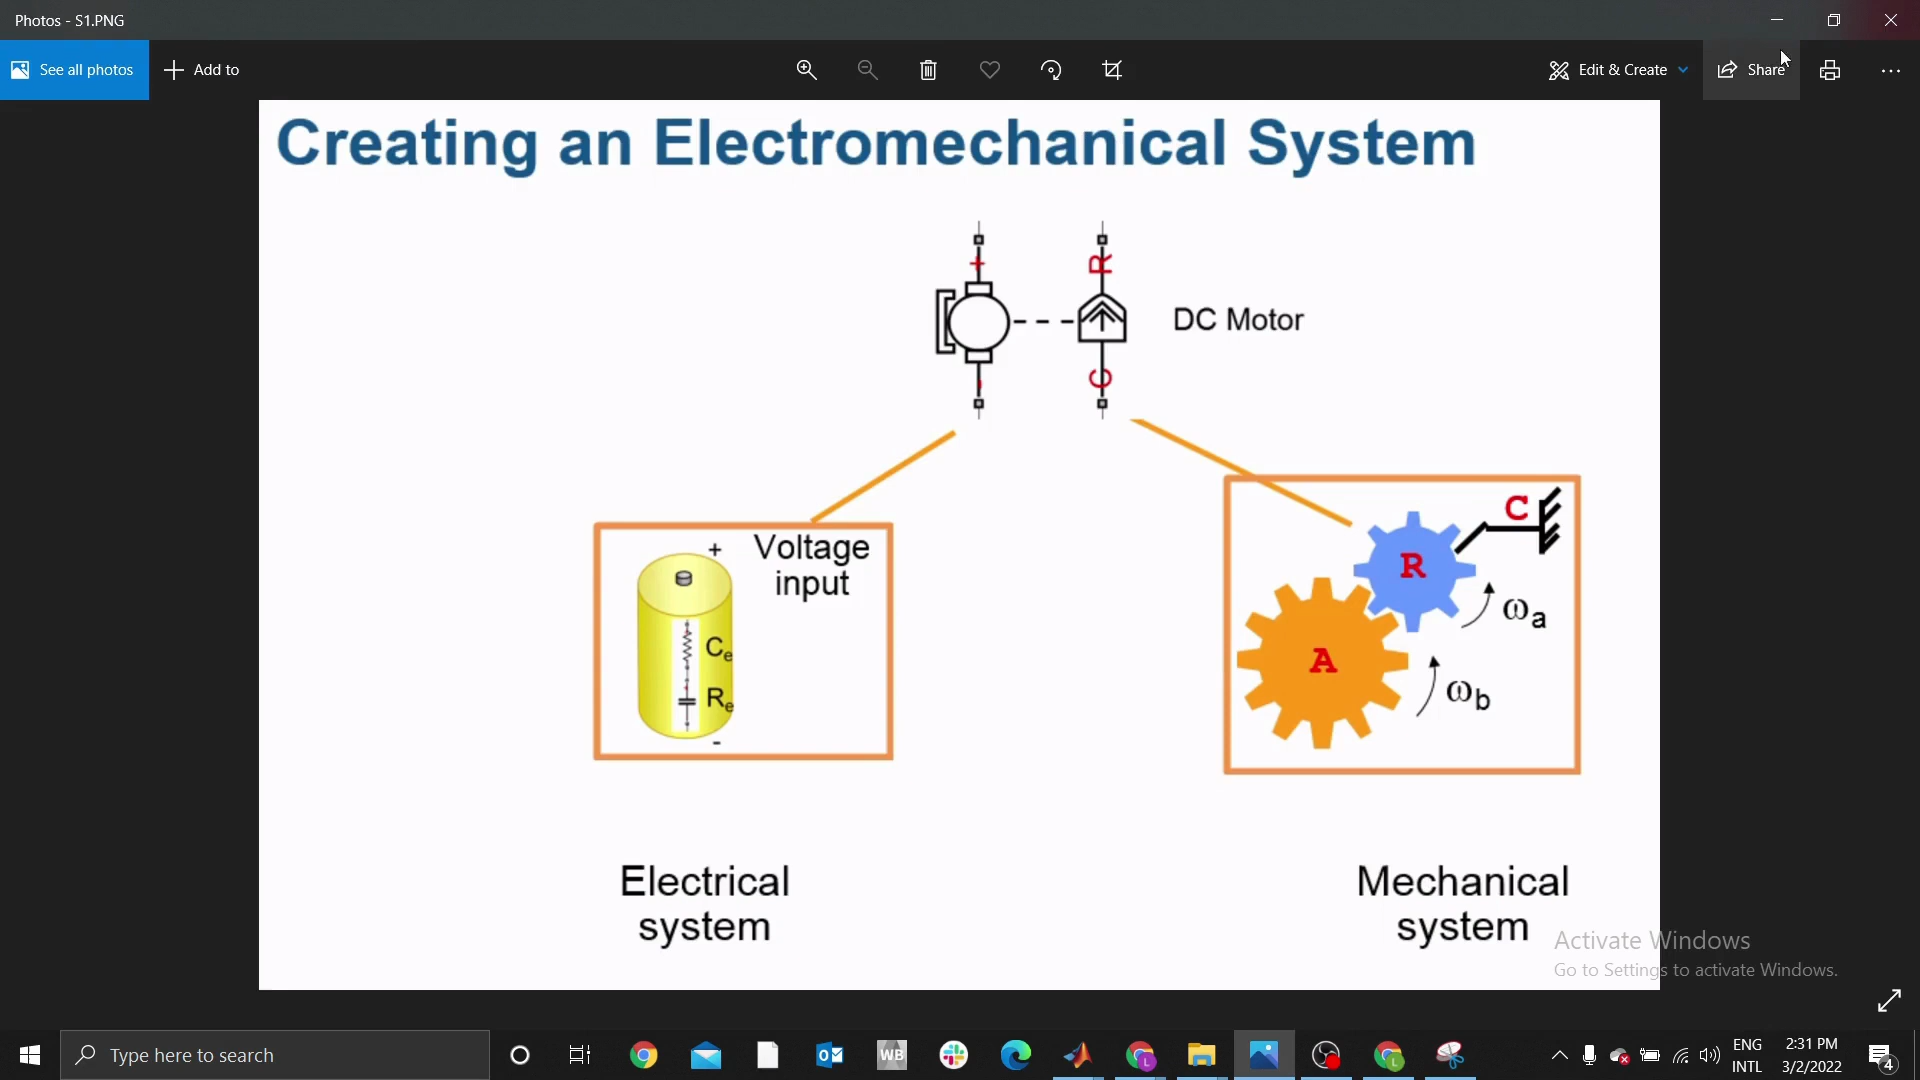 Photos - S1.PNG
See all photos
Add to
Edit & Create
Share
Creating an Electromechanical System
+
R
DC Motor
-
C
+
Voltage
input
Ce
Re
-
C
R
ωa
A
ωb
Electrical
system
Mechanical
system
Activate Windows
Go to Settings to activate Windows.
Type here to search
WB
ENG
INTL
2:31 PM
3/2/2022
4